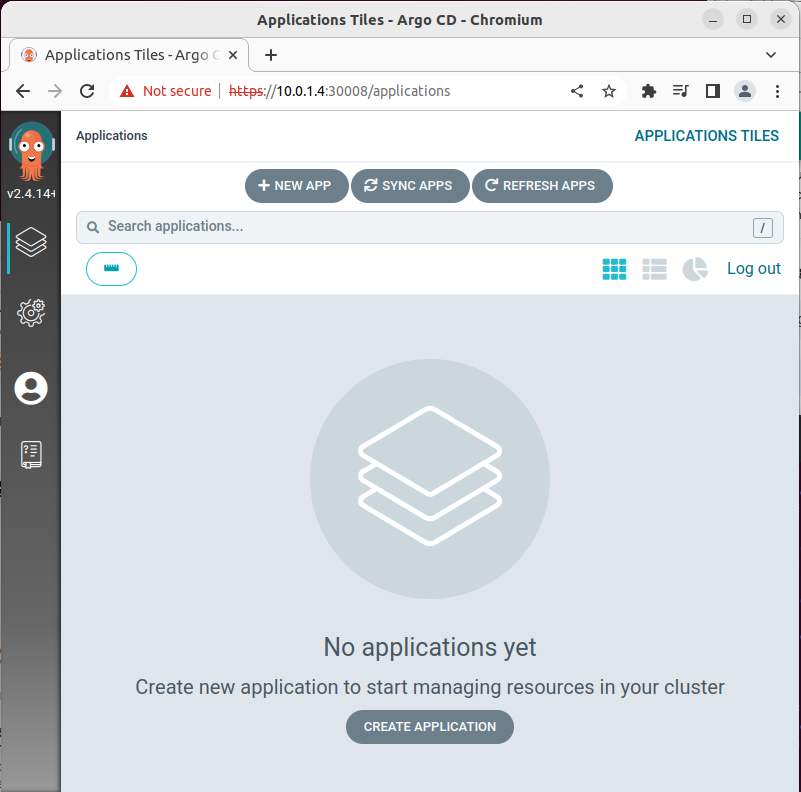 Applications Tiles - Argo CD - Chromium
Applications Tiles - Argo C
Not secure https://10.0.1.4:30008/applications
Applications APPLICATIONS TILES
v2.4.14+
NEW APP SYNC APPS REFRESH APPS
Search applications... /
Log out
No applications yet
Create new application to start managing resources in your cluster
CREATE APPLICATION